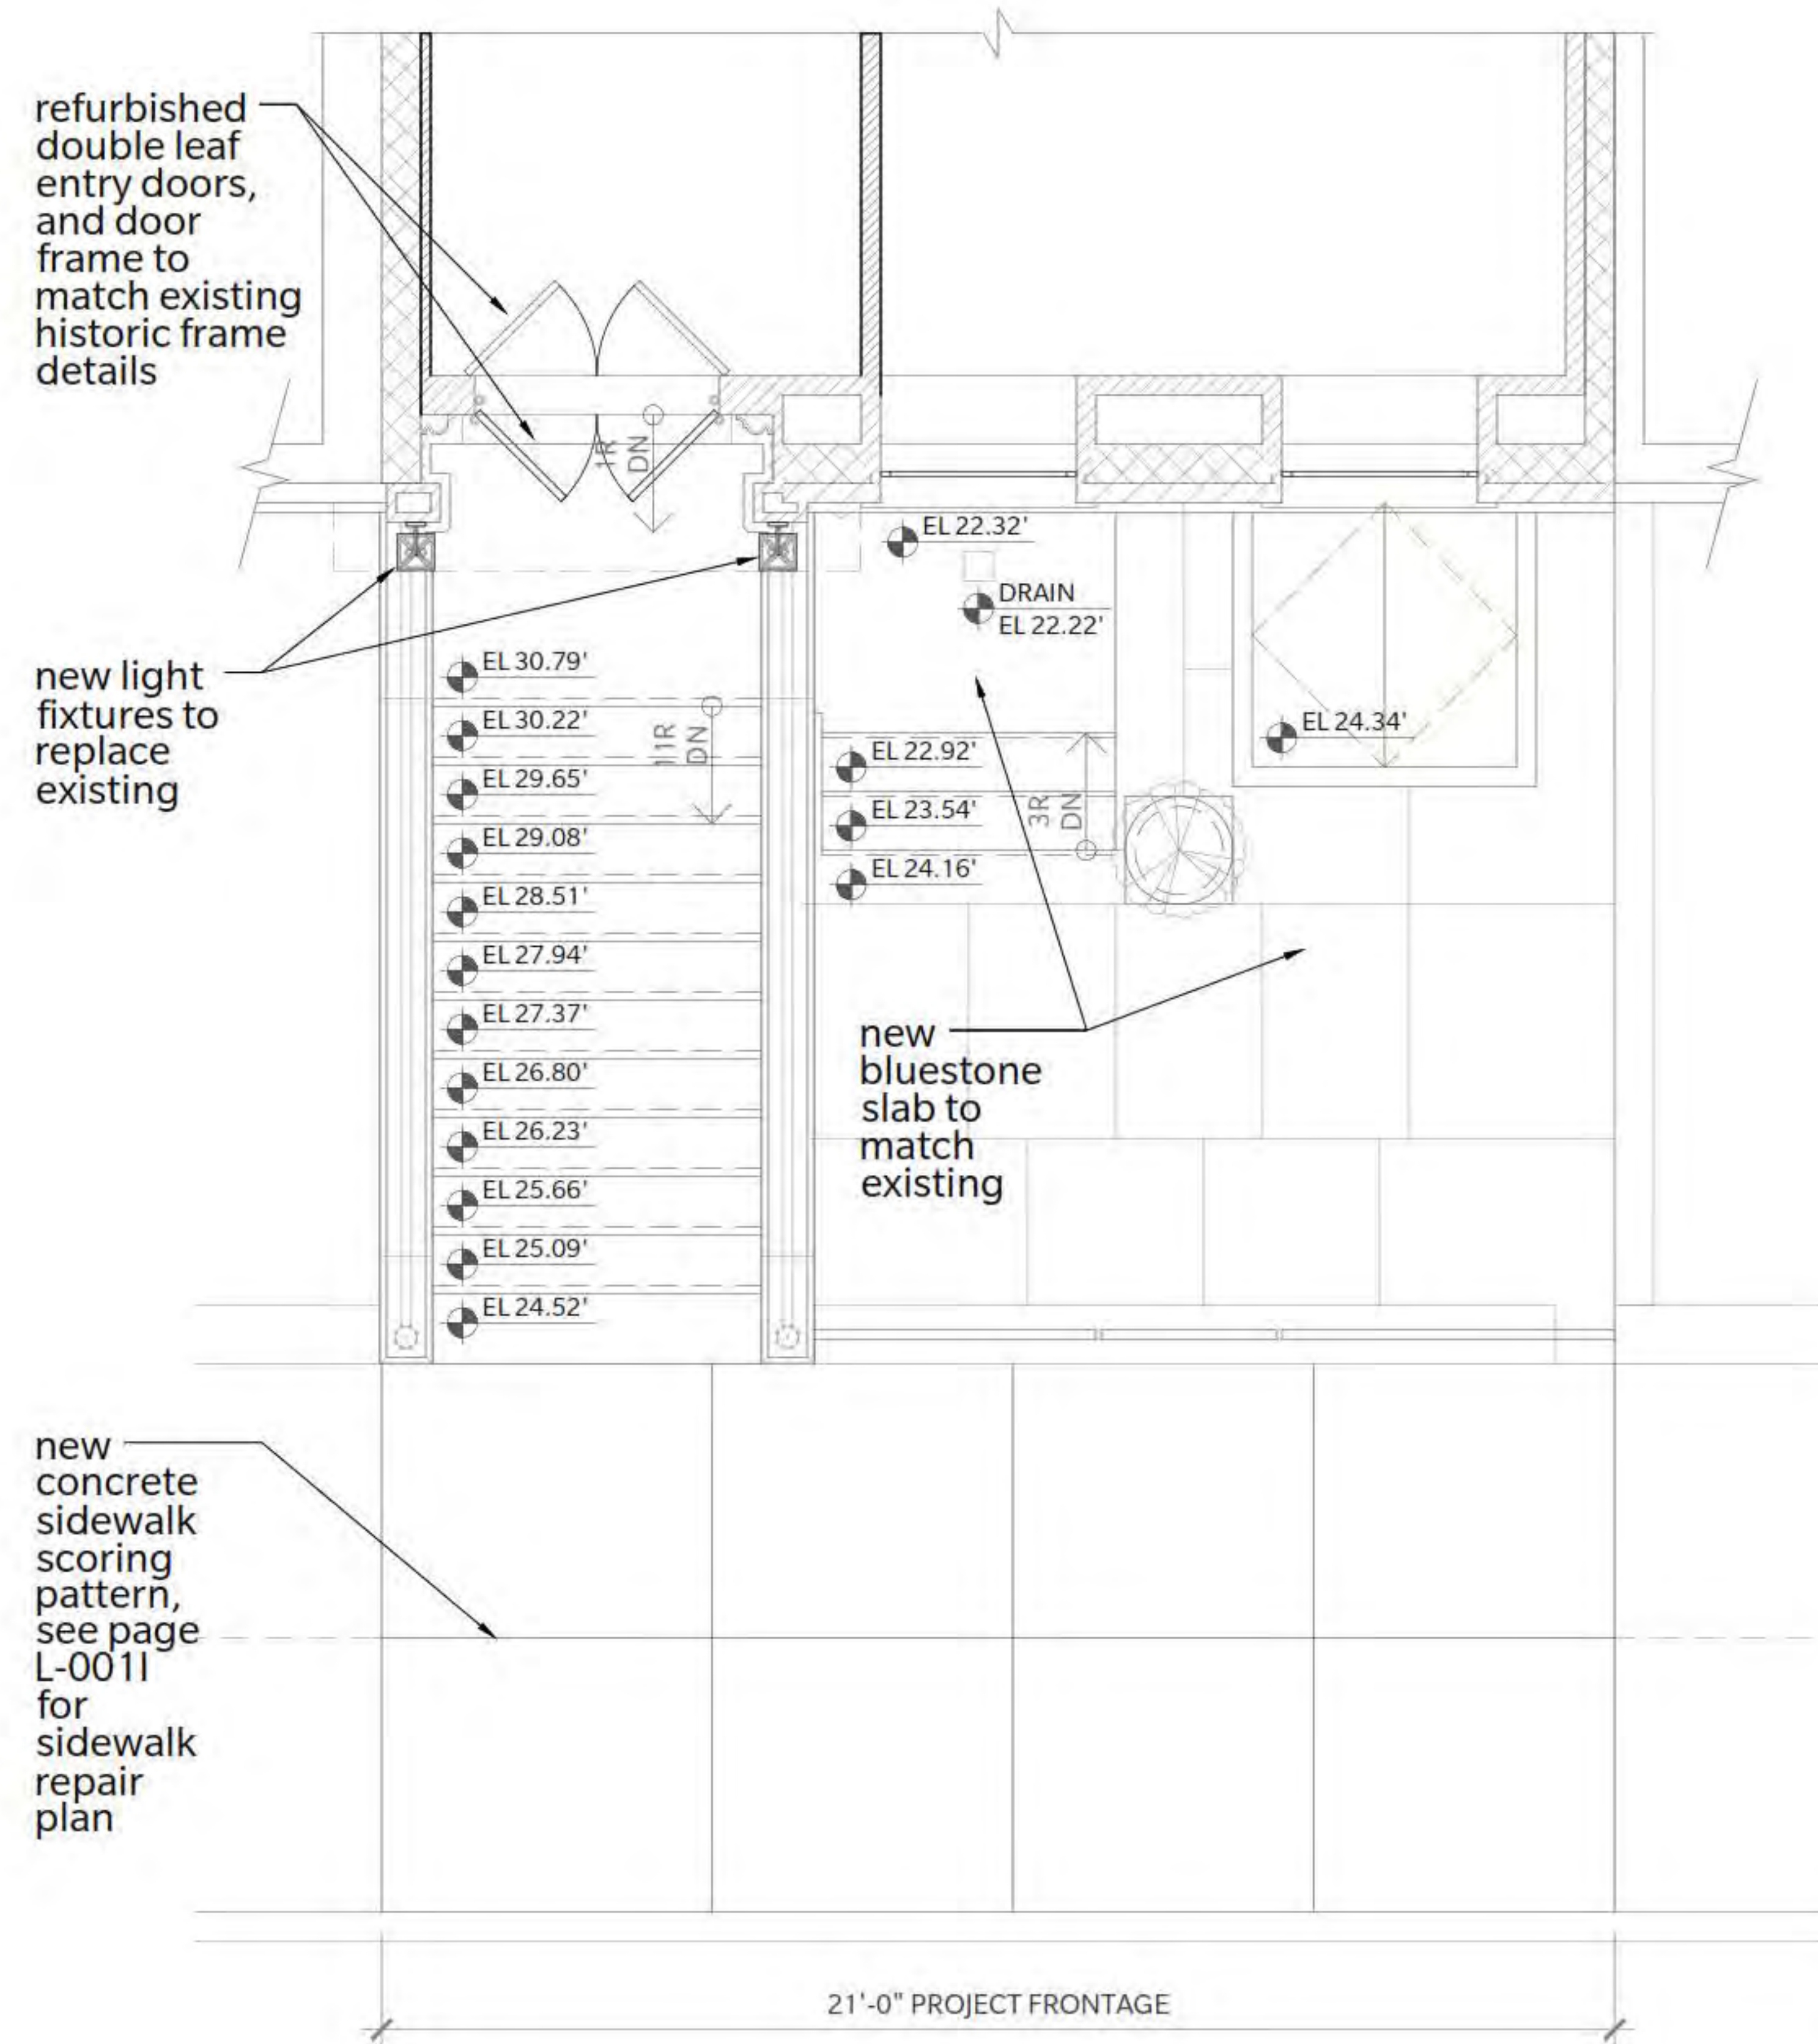 refurbished
double leaf
entry doors,
and door
frame to
match existing
historic frame
details
1R
DN
EL 22.32'
DRAIN
EL 22.22'
new light
fixtures to
replace
existing
EL 30.79'
EL 30.22'
EL 29.65'
EL 29.08'
EL 28.51'
EL 27.94'
EL 27.37'
EL 26.80'
EL 26.23'
EL 25.66'
EL 25.09'
EL 24.52'
11R
DN
EL 22.92'
EL 23.54'
EL 24.16'
3R
DN
EL 24.34'
new
bluestone
slab to
match
existing
new
concrete
sidewalk
scoring
pattern,
see page
L-001I
for
sidewalk
repair
plan
21'-0" PROJECT FRONTAGE